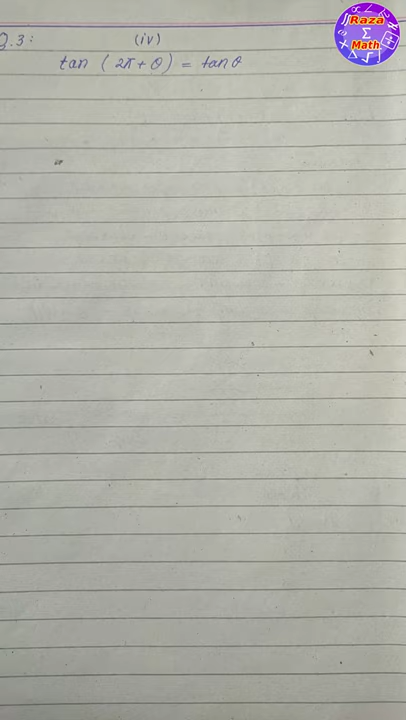 Q.3: (iv)
tan (2π + θ) = tan θ
Raza
Σ
Math